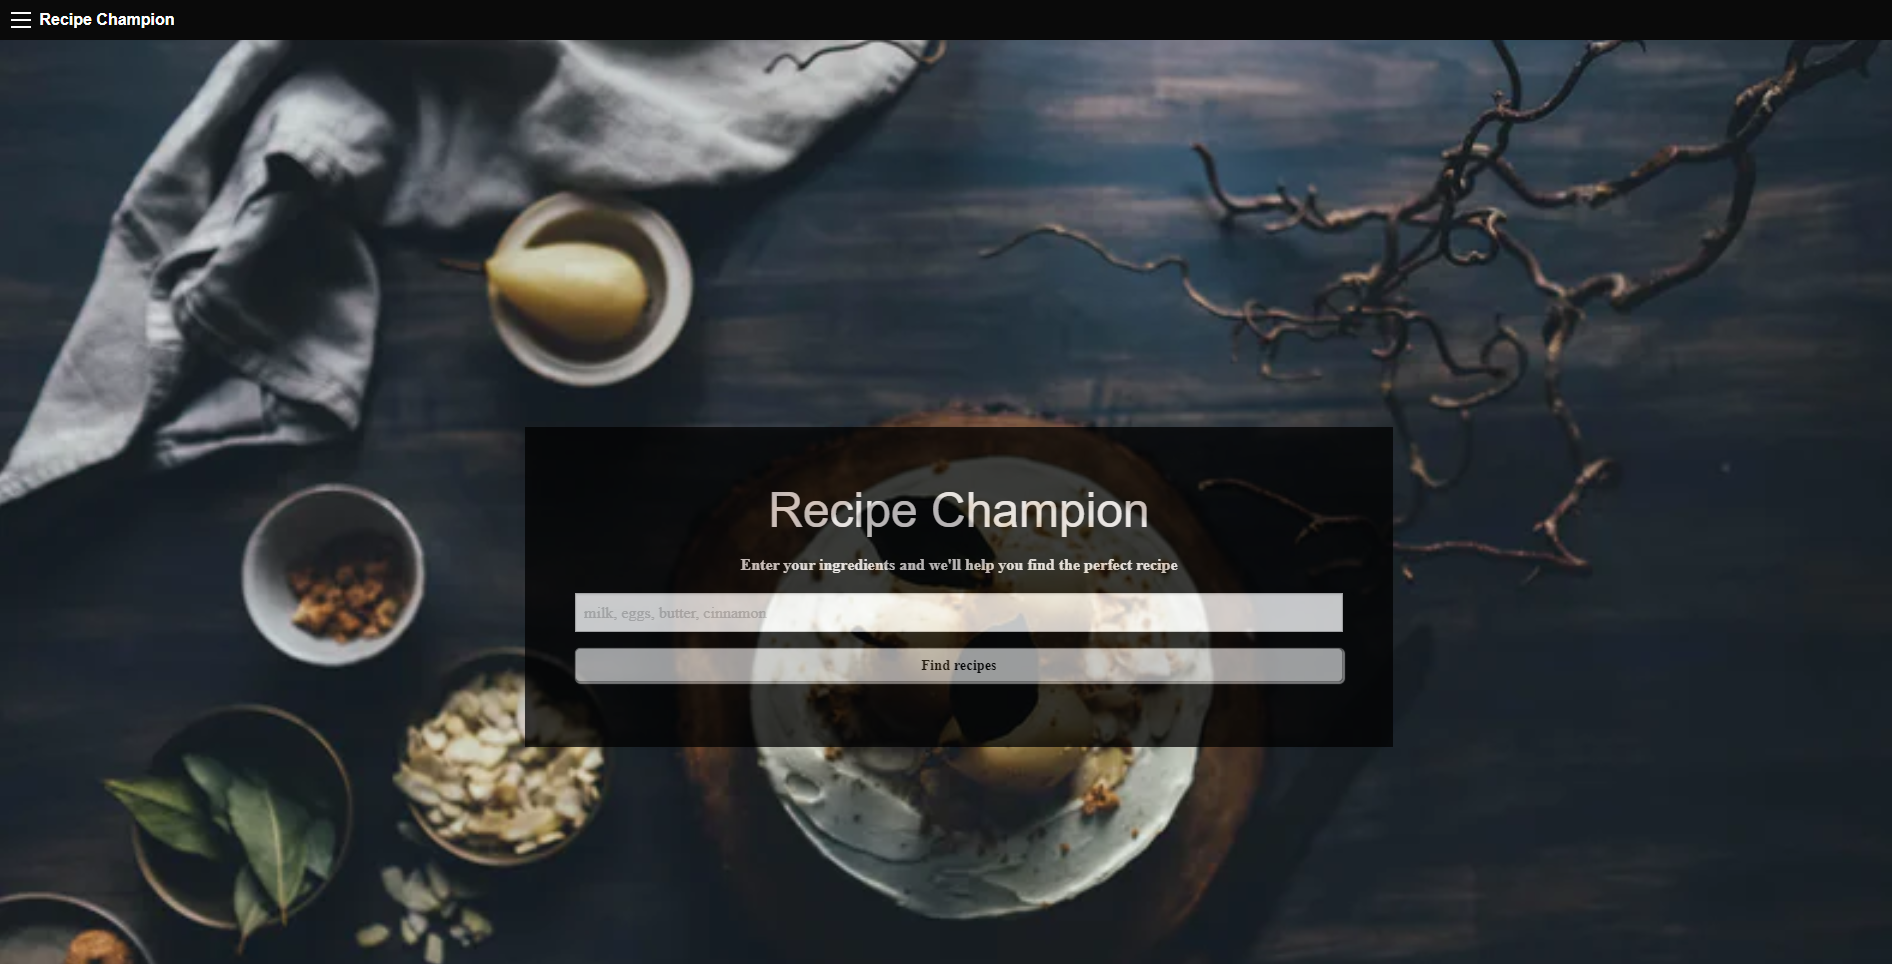 Recipe Champion
Recipe Champion
Enter your ingredients and we'll help you find the perfect recipe
milk, eggs, butter, cinnamon
Find recipes